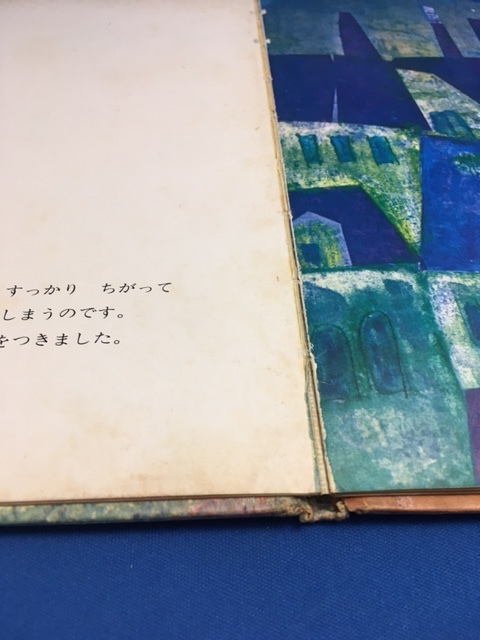 すっかり　ちがって
しまうのです。
をつきました。